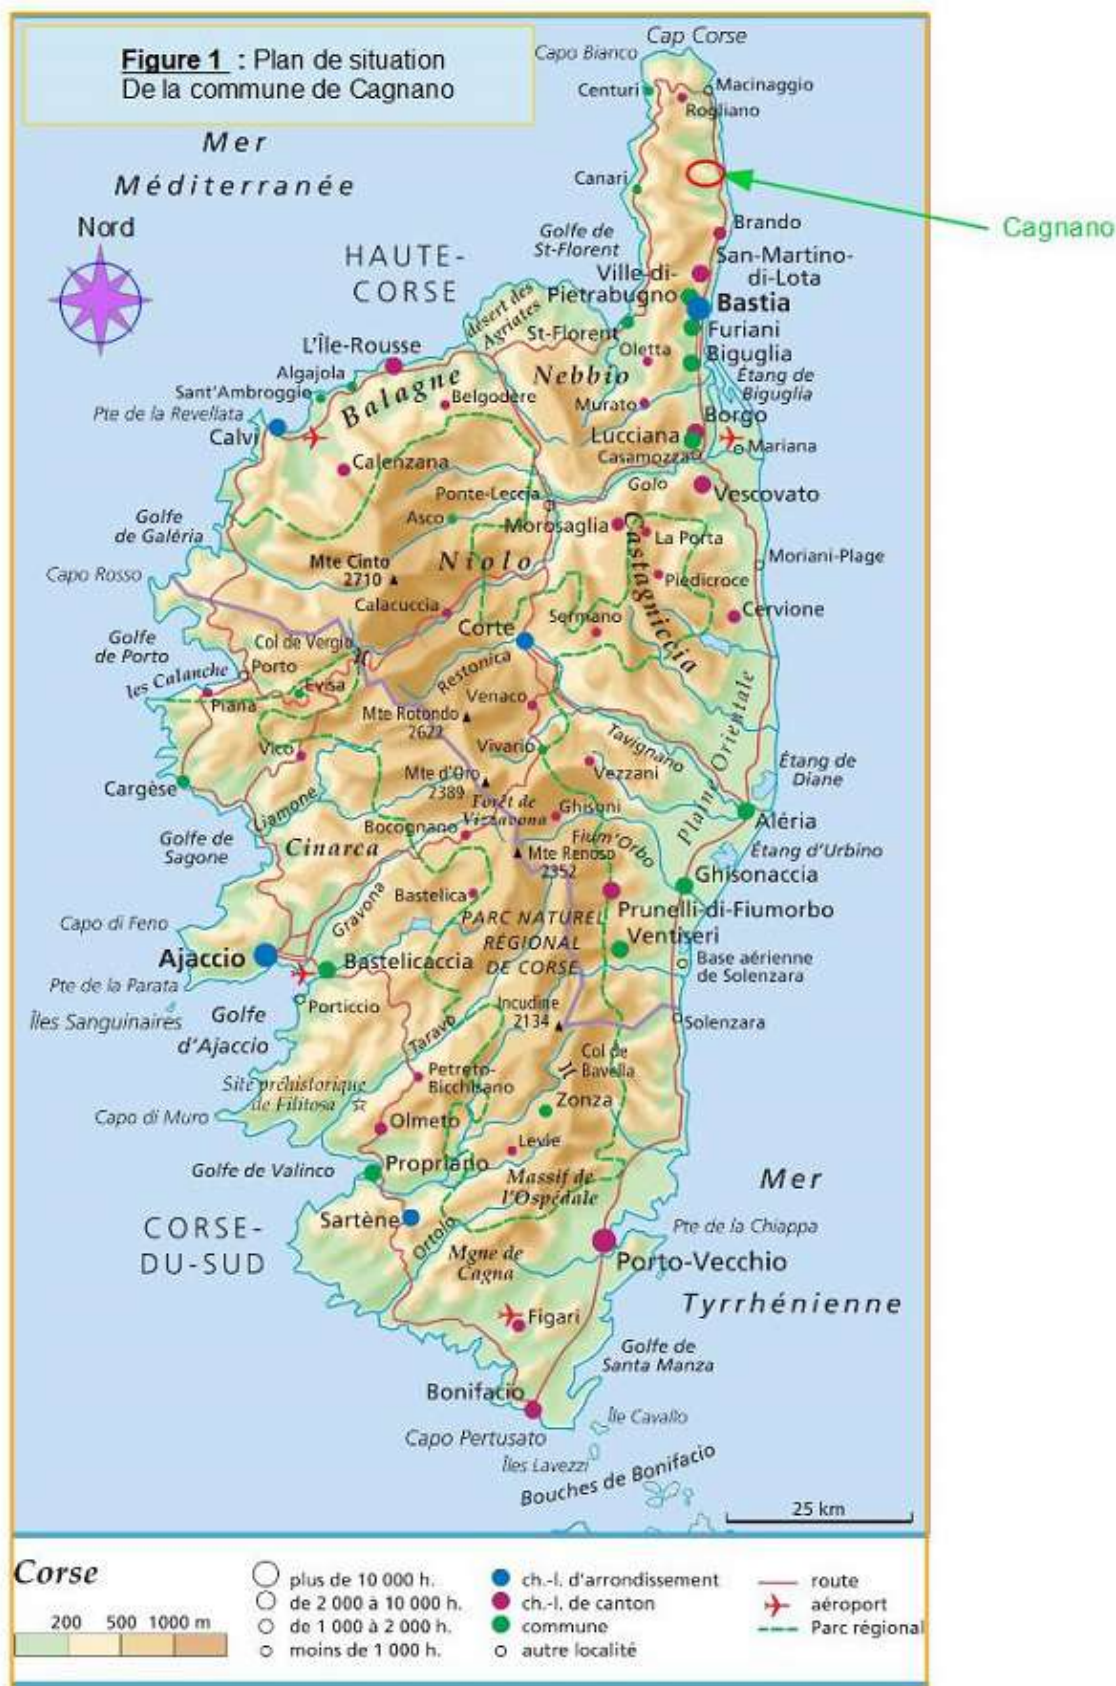 Figure 1 : Plan de situation
De la commune de Cagnano
Cap Corse
Capo Bianco
Centuri
Macinaggio
Rogliano
Mer
Méditerranée
Canari
Cagnano
Nord
Brando
Golfe de
St-Florent
HAUTE-
CORSE
San-Martino-
di-Lota
Ville-di-
Pietrabugno
Bastia
désert des
Agriates
St-Florent
Furiani
Oletta
Biguglia
L'Île-Rousse
Nebbio
Étang de
Biguglia
Algajola
Sant'Ambroggio
Balagne
Belgodère
Murato
Pte de la Revellata
Borgo
Calvi
Lucciana
Mariana
Casamozza
Calenzana
Golo
Ponte-Leccia
Vescovato
Golfe
de Galéria
Asco
Morosaglia
La Porta
Castagniccia
Mte Cinto
2710
Niolo
Moriani-Plage
Capo Rosso
Piedicroce
Calacuccia
Sermano
Cervione
Corte
Golfe
de Porto
Col de Vergio
Porto
Restonica
les Calanche
Evisa
Piana
Venaco
Mte Rotondo
2622
Vico
Vivario
Tavignano
Plaine Orientale
Vezzani
Étang de
Diane
Cargèse
Mte d'Oro
2389
Liamone
Forêt de
Vizzavona
Ghisoni
Aléria
Bocognano
Golfe de
Sagone
Cinarca
Fium'Orbo
Étang d'Urbino
Mte Renoso
2352
Ghisonaccia
Bastelica
Gravona
Prunelli-di-Fiumorbo
Capo di Feno
PARC NATUREL
RÉGIONAL
DE CORSE
Ventiseri
Ajaccio
Bastelicaccia
Base aérienne
de Solenzara
Pte de la Parata
Porticcio
Incudine
2134
Îles Sanguinaires
Golfe
d'Ajaccio
Solenzara
Taravo
Col de
Bavella
Petreto-
Bicchisano
Site préhistorique
de Filitosa
Capo di Muro
Zonza
Olmeto
Levie
Golfe de Valinco
Propriano
Massif de
l'Ospédale
Mer
CORSE-
DU-SUD
Sartène
Ortolo
Pte de la Chiappa
Mgne de
Cagna
Porto-Vecchio
Tyrrhénienne
Figari
Golfe de
Santa Manza
Bonifacio
Île Cavallo
Capo Pertusato
Îles Lavezzi
Bouches de Bonifacio
25 km
Corse
200 500 1000 m
plus de 10 000 h.
de 2 000 à 10 000 h.
de 1 000 à 2 000 h.
moins de 1 000 h.
ch.-l. d'arrondissement
ch.-l. de canton
commune
autre localité
route
aéroport
Parc régional